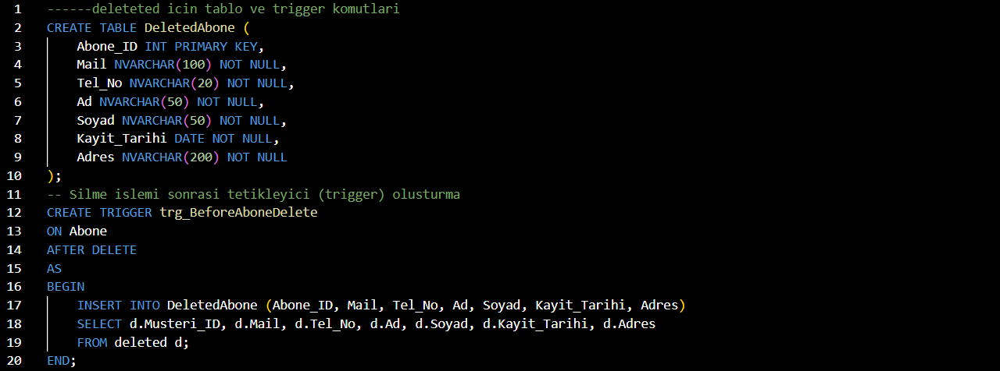 1 ------deleteted icin tablo ve trigger komutlari
2 CREATE TABLE DeletedAbone (
3 Abone_ID INT PRIMARY KEY,
4 Mail NVARCHAR(100) NOT NULL,
5 Tel_No NVARCHAR(20) NOT NULL,
6 Ad NVARCHAR(50) NOT NULL,
7 Soyad NVARCHAR(50) NOT NULL,
8 Kayit_Tarihi DATE NOT NULL,
9 Adres NVARCHAR(200) NOT NULL
10 );
11 -- Silme islemi sonrasi tetikleyici (trigger) olusturma
12 CREATE TRIGGER trg_BeforeAboneDelete
13 ON Abone
14 AFTER DELETE
15 AS
16 BEGIN
17 INSERT INTO DeletedAbone (Abone_ID, Mail, Tel_No, Ad, Soyad, Kayit_Tarihi, Adres)
18 SELECT d.Musteri_ID, d.Mail, d.Tel_No, d.Ad, d.Soyad, d.Kayit_Tarihi, d.Adres
19 FROM deleted d;
20 END;